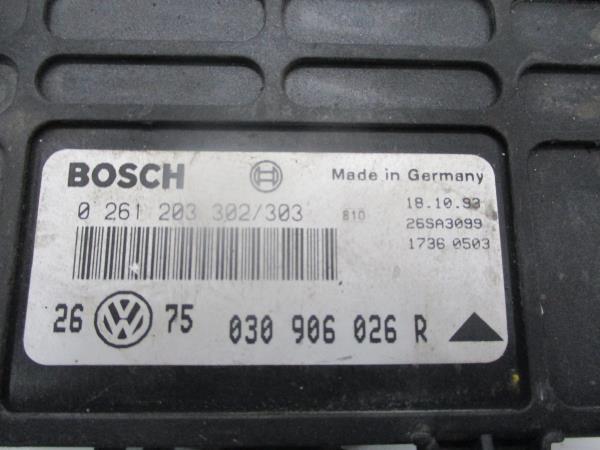 BOSCH
Made in Germany
0 261 203 302/303
810
18.10.93
26SA3099
1736 0503
26 VW 75
030 906 026 R